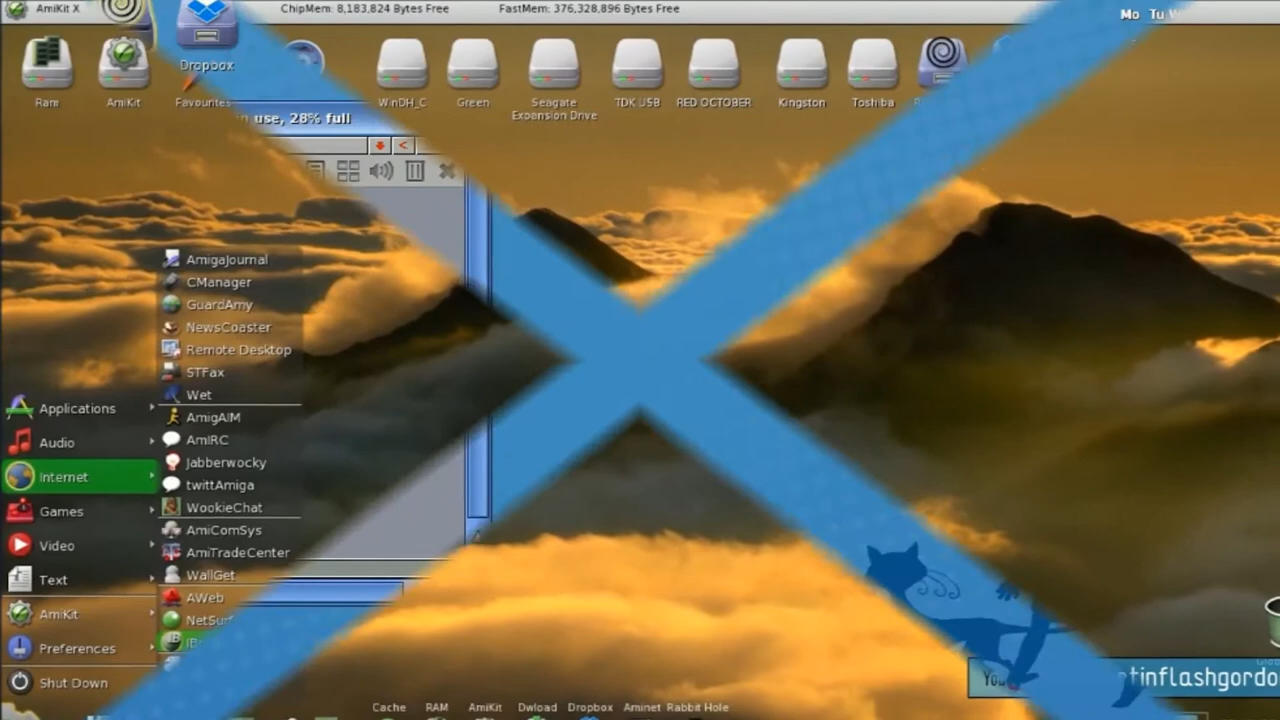 AmiKit X
ChipMem: 8,183,824 Bytes Free
FastMem: 376,328,896 Bytes Free
Mo Tu
Dropbox
Ram
AmiKit
Favourites
WinDH_C
Green
Seagate
Expansion Drive
TDK USB
RED OCTOBER
Kingston
Toshiba
use, 28% full
AmigaJournal
CManager
GuardAmy
NewsCoaster
Remote Desktop
STFax
Wet
AmigAIM
AmIRC
Jabberwocky
twittAmiga
WookieChat
AmiComSys
AmiTradeCenter
WallGet
AWeb
NetSurf
Applications
Audio
Internet
Games
Video
Text
AmiKit
Preferences
Shut Down
tinflashgordo
Cache
RAM
AmiKit
Dwload
Dropbox
Aminet
Rabbit Hole